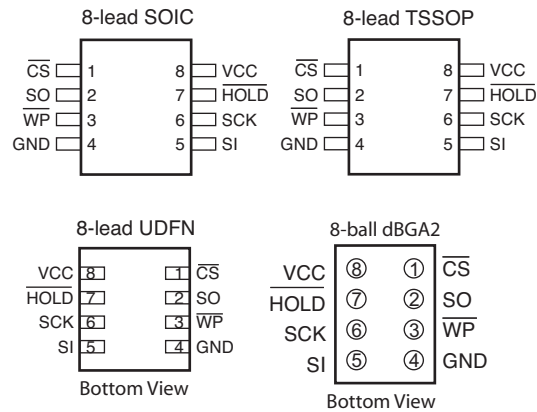 8-lead SOIC
CS 1 8 VCC
SO 2 7 HOLD
WP 3 6 SCK
GND 4 5 SI
8-lead TSSOP
CS 1 8 VCC
SO 2 7 HOLD
WP 3 6 SCK
GND 4 5 SI
8-lead UDFN
VCC 8 1 CS
HOLD 7 2 SO
SCK 6 3 WP
SI 5 4 GND
Bottom View
8-ball dBGA2
VCC 8 1 CS
HOLD 7 2 SO
SCK 6 3 WP
SI 5 4 GND
Bottom View